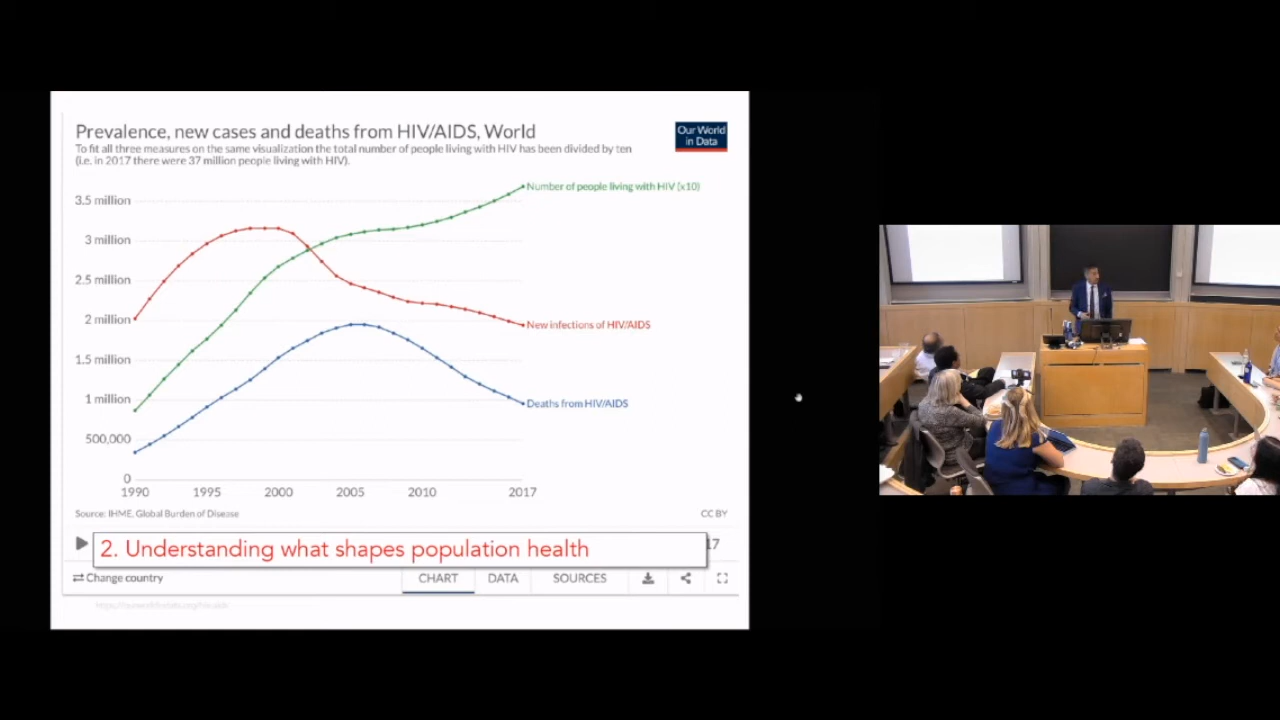 Prevalence, new cases and deaths from HIV/AIDS, World
To fit all three measures on the same visualization the total number of people living with HIV has been divided by ten
(i.e. in 2017 there were 37 million people living with HIV).
Our World
in Data
Number of people living with HIV (x10)
3.5 million
3 million
2.5 million
2 million
New infections of HIV/AIDS
1.5 million
1 million
Deaths from HIV/AIDS
500,000
0
1990
1995
2000
2005
2010
2017
Source: IHME, Global Burden of Disease
CC BY
2. Understanding what shapes population health
17
Change country
CHART
DATA
SOURCES